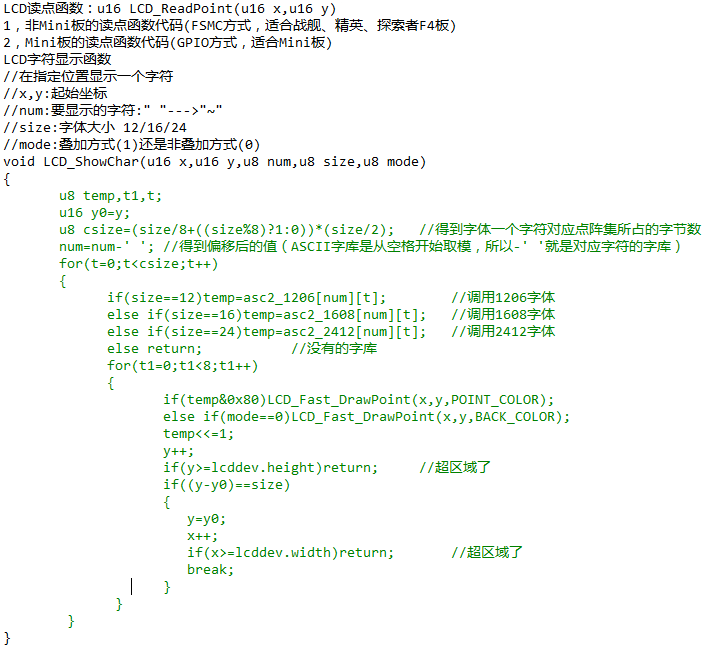 LCD读点函数：u16 LCD_ReadPoint(u16 x,u16 y)
1，非Mini板的读点函数代码(FSMC方式，适合战舰、精英、探索者F4板)
2，Mini板的读点函数代码(GPIO方式，适合Mini板)
LCD字符显示函数
//在指定位置显示一个字符
//x,y:起始坐标
//num:要显示的字符:" "--->"~"
//size:字体大小 12/16/24
//mode:叠加方式(1)还是非叠加方式(0)
void LCD_ShowChar(u16 x,u16 y,u8 num,u8 size,u8 mode)
{
u8 temp,t1,t;
u16 y0=y;
u8 csize=(size/8+((size%8)?1:0))*(size/2); //得到字体一个字符对应点阵集所占的字节数
num=num-' '; //得到偏移后的值（ASCII字库是从空格开始取模，所以-' '就是对应字符的字库）
for(t=0;t<csize;t++)
{
if(size==12)temp=asc2_1206[num][t]; //调用1206字体
else if(size==16)temp=asc2_1608[num][t]; //调用1608字体
else if(size==24)temp=asc2_2412[num][t]; //调用2412字体
else return; //没有的字库
for(t1=0;t1<8;t1++)
{
if(temp&0x80)LCD_Fast_DrawPoint(x,y,POINT_COLOR);
else if(mode==0)LCD_Fast_DrawPoint(x,y,BACK_COLOR);
temp<<=1;
y++;
if(y>=lcddev.height)return; //超区域了
if((y-y0)==size)
{
y=y0;
x++;
if(x>=lcddev.width)return; //超区域了
break;
}
}
}
}